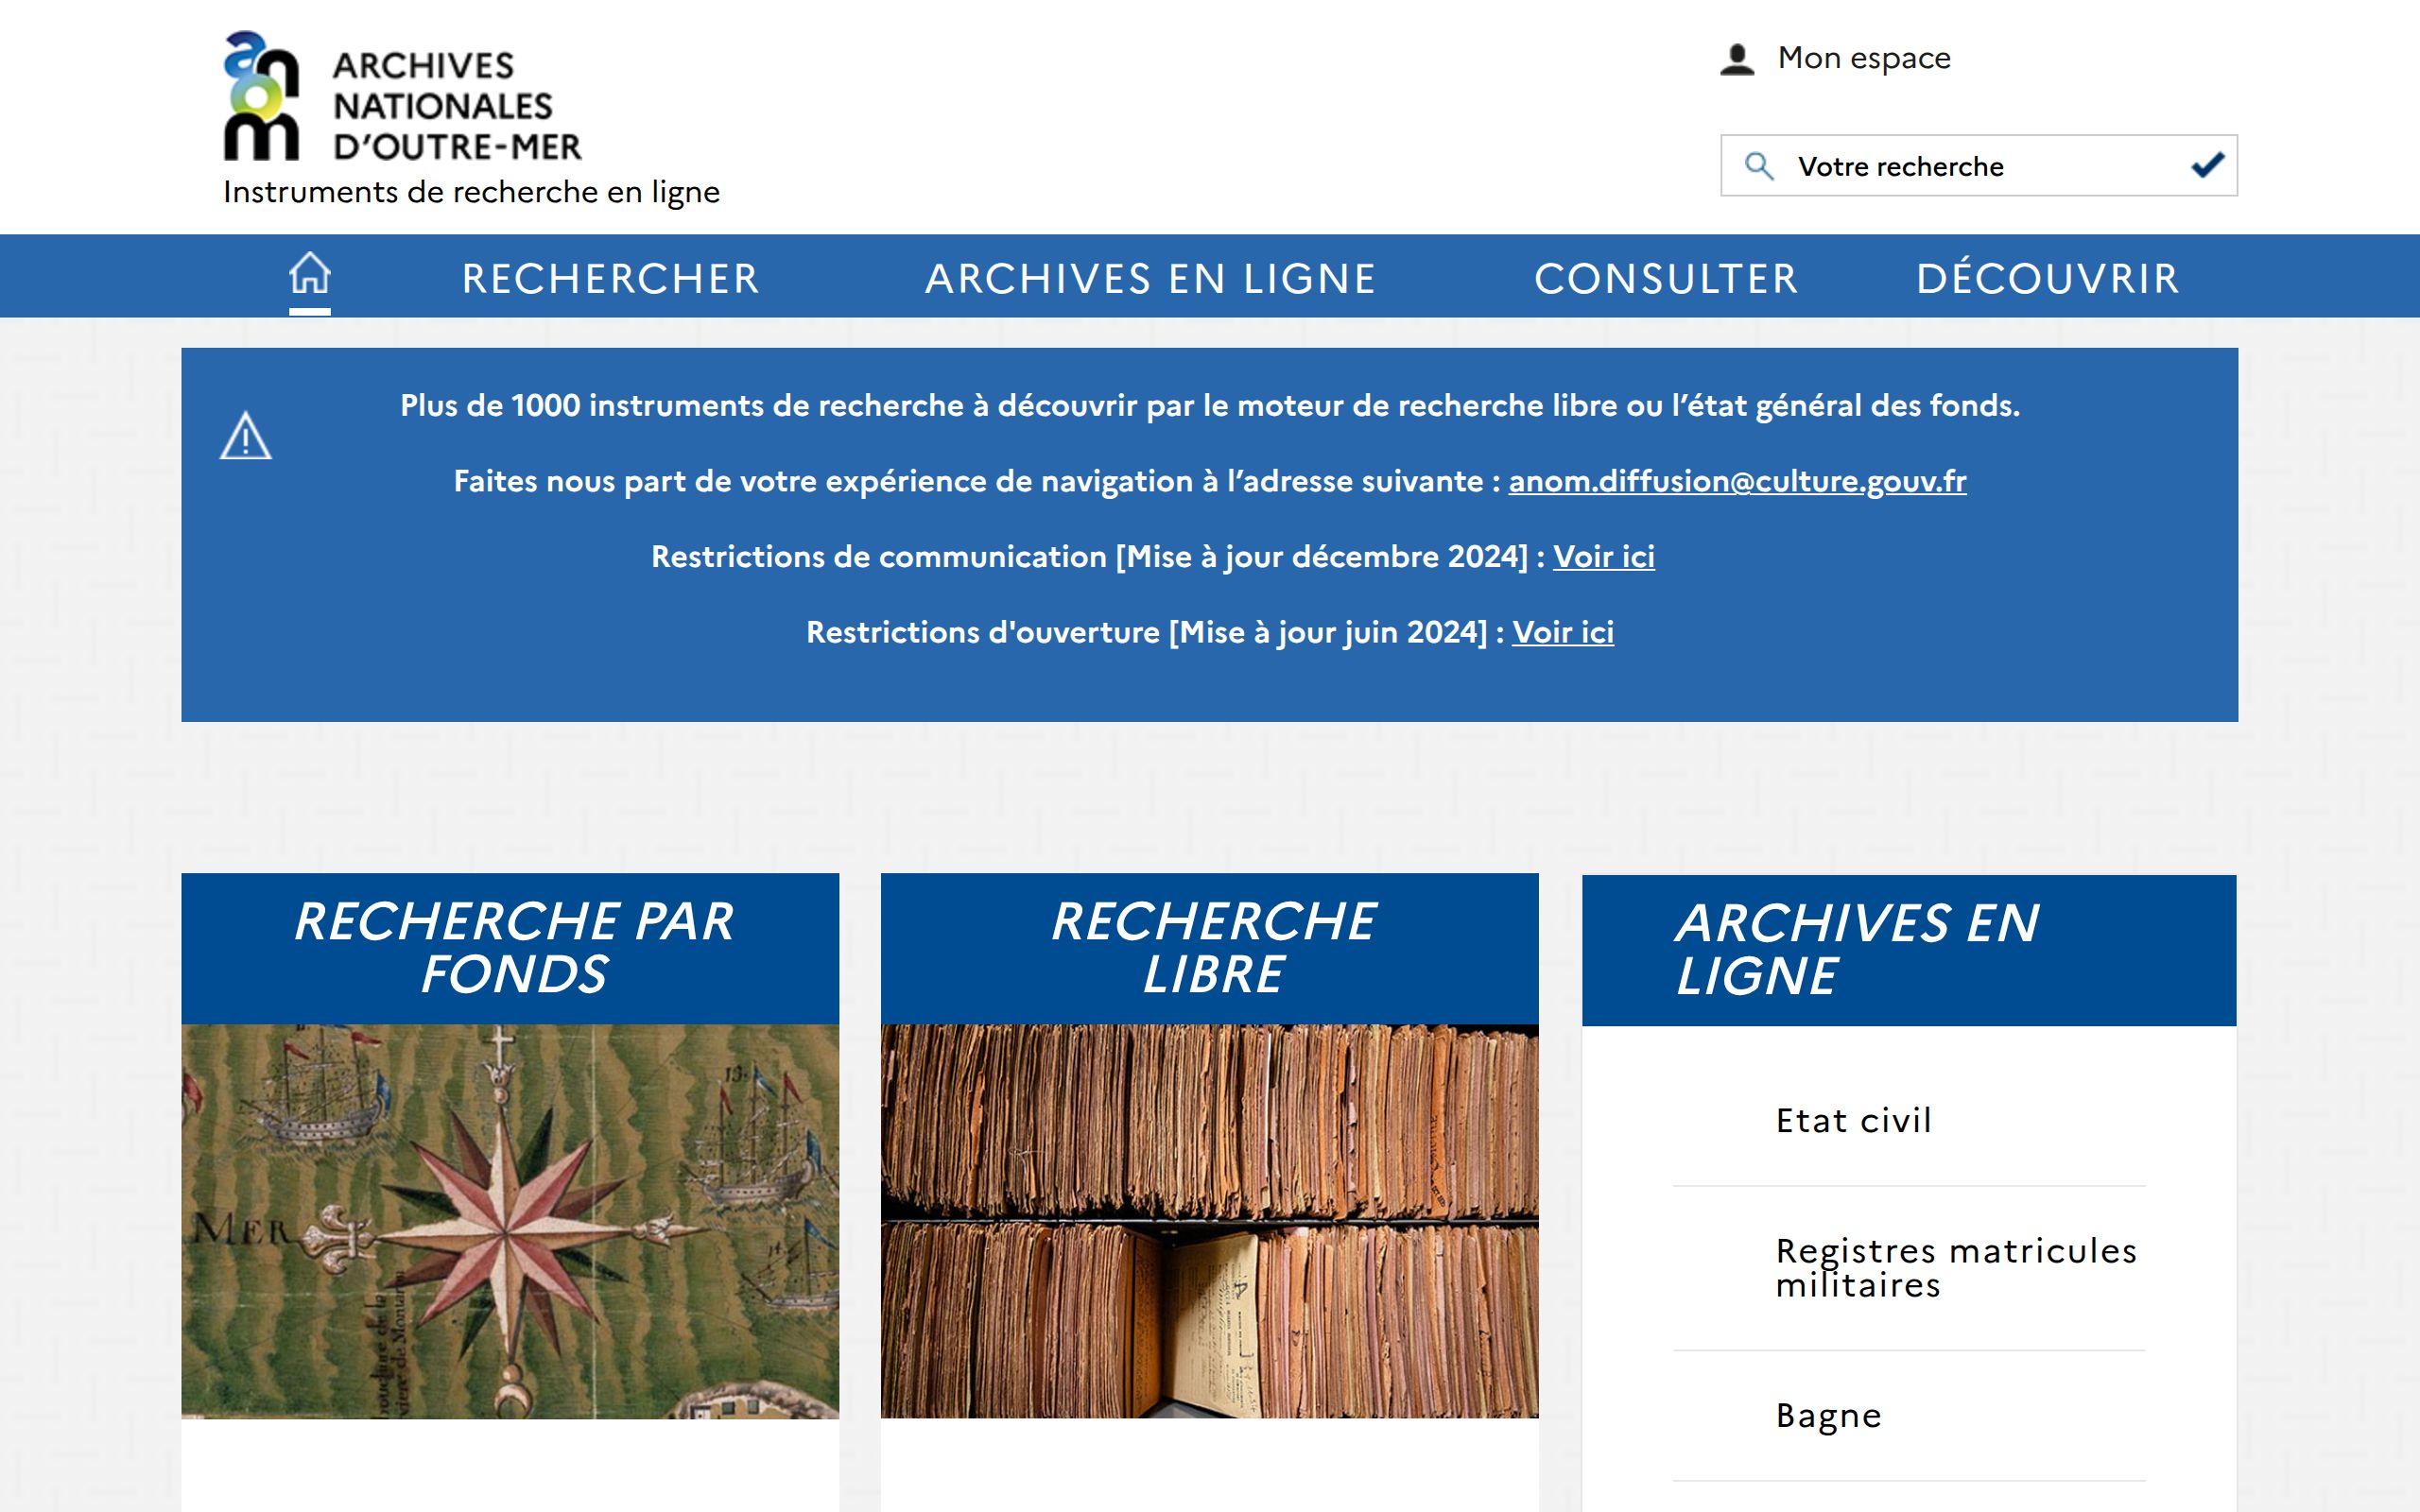 anom
ARCHIVES
NATIONALES
D’OUTRE-MER
Instruments de recherche en ligne
Mon espace
Votre recherche
RECHERCHER
ARCHIVES EN LIGNE
CONSULTER
DÉCOUVRIR
Plus de 1000 instruments de recherche à découvrir par le moteur de recherche libre ou l’état général des fonds.
Faites nous part de votre expérience de navigation à l’adresse suivante : anom.diffusion@culture.gouv.fr
Restrictions de communication [Mise à jour décembre 2024] : Voir ici
Restrictions d'ouverture [Mise à jour juin 2024] : Voir ici
RECHERCHE PAR
FONDS
13.
MER
14
RECHERCHE
LIBRE
ARCHIVES EN
LIGNE
Etat civil
Registres matricules
militaires
Bagne